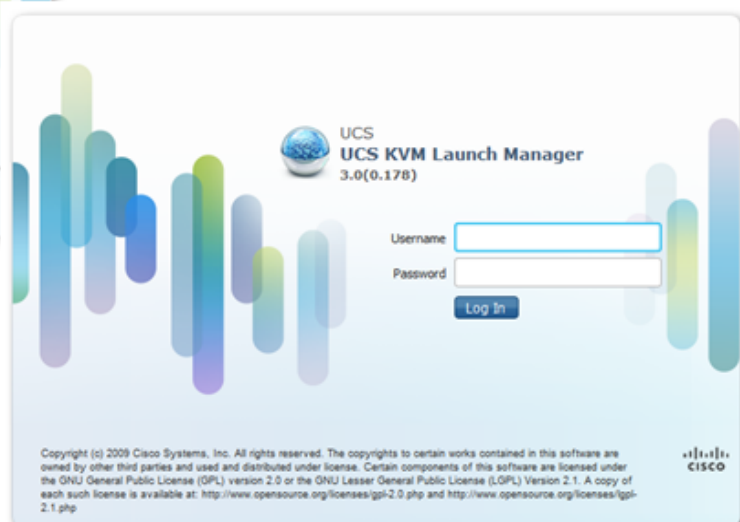 UCS
UCS KVM Launch Manager
3.0(0.178)
Username
Password
Log In
Copyright (c) 2009 Cisco Systems, Inc. All rights reserved. The copyrights to certain works contained in this software are
owned by other third parties and used and distributed under license. Certain components of this software are licensed under
the GNU General Public License (GPL) version 2.0 or the GNU Lesser General Public License (LGPL) Version 2.1. A copy of
each such license is available at: http://www.opensource.org/licenses/gpl-2.0.php and http://www.opensource.org/licenses/lgpl-
2.1.php
CISCO